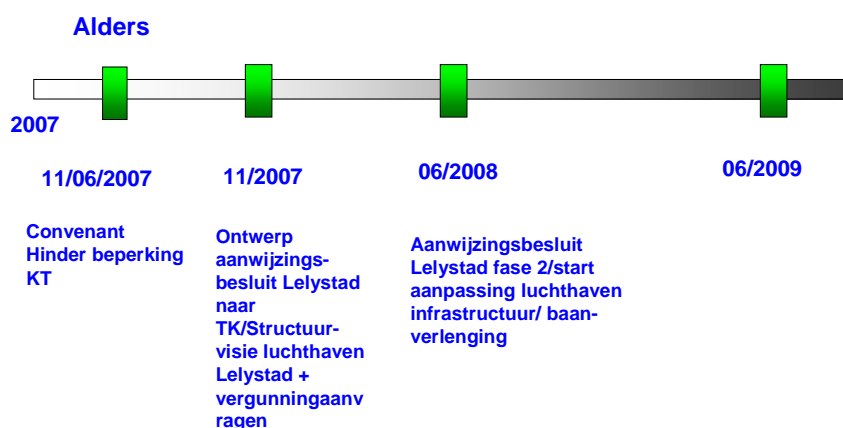 Alders
2007
11/06/2007
11/2007
06/2008
06/2009
Convenant
Hinder beperking
KT
Ontwerp
aanwijzings-
besluit Lelystad
naar
TK/Structuur-
visie luchthaven
Lelystad +
vergunningaanv
ragen
Aanwijzingsbesluit
Lelystad fase 2/start
aanpassing luchthaven
infrastructuur/ baan-
verlenging